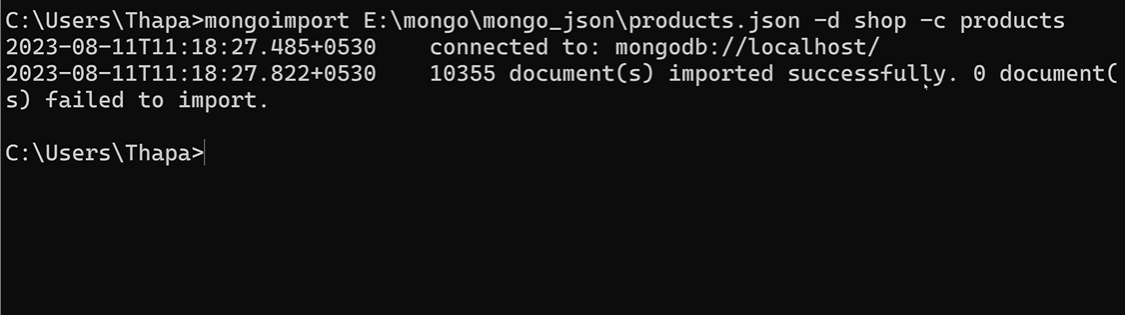 C:\Users\Thapa>mongoimport E:\mongo\mongo_json\products.json -d shop -c products
2023-08-11T11:18:27.485+0530    connected to: mongodb://localhost/
2023-08-11T11:18:27.822+0530    10355 document(s) imported successfully. 0 document(
s) failed to import.
C:\Users\Thapa>